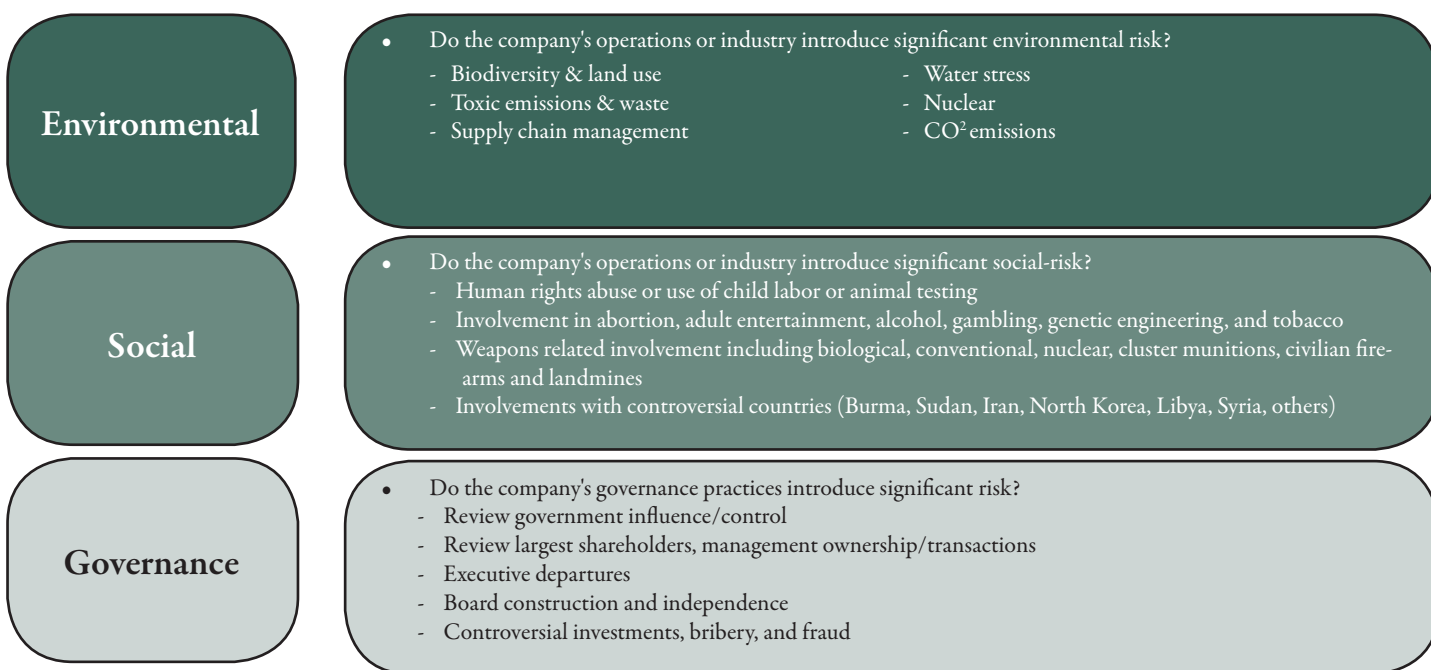 Environmental
• Do the company's operations or industry introduce significant environmental risk?
- Biodiversity & land use
- Toxic emissions & waste
- Supply chain management
- Water stress
- Nuclear
- CO² emissions
Social
• Do the company's operations or industry introduce significant social-risk?
- Human rights abuse or use of child labor or animal testing
- Involvement in abortion, adult entertainment, alcohol, gambling, genetic engineering, and tobacco
- Weapons related involvement including biological, conventional, nuclear, cluster munitions, civilian fire-
arms and landmines
- Involvements with controversial countries (Burma, Sudan, Iran, North Korea, Libya, Syria, others)
Governance
• Do the company's governance practices introduce significant risk?
- Review government influence/control
- Review largest shareholders, management ownership/transactions
- Executive departures
- Board construction and independence
- Controversial investments, bribery, and fraud